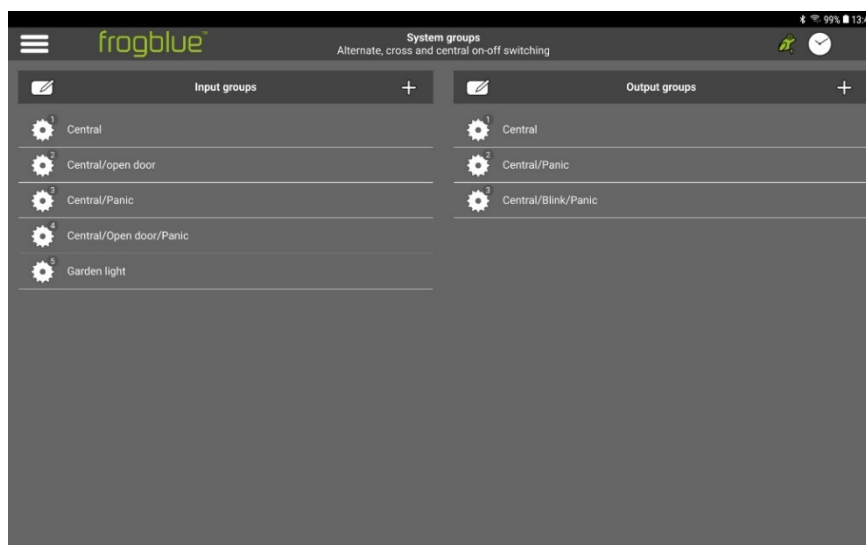 99% 13:4
frogblue™
System groups
Alternate, cross and central on-off switching
Input groups
+
Output groups
+
1
Central
2
Central/open door
3
Central/Panic
4
Central/Open door/Panic
5
Garden light
1
Central
2
Central/Panic
3
Central/Blink/Panic